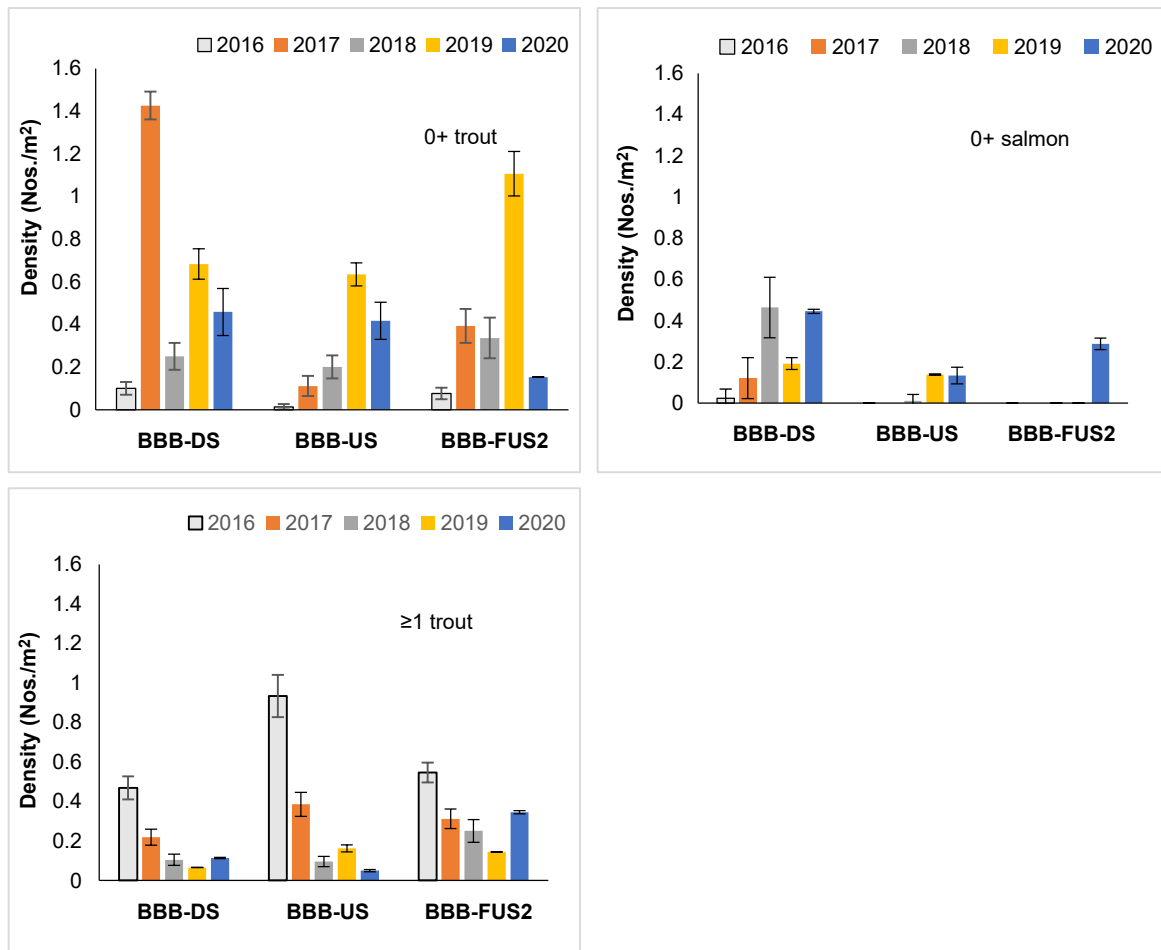 2016 2017 2018 2019 2020
1.6
1.4
1.2
1
0.8
0.6
0.4
0.2
0
Density (Nos./m²)
0+ trout
BBB-DS BBB-US BBB-FUS2
2016 2017 2018 2019 2020
1.6
1.4
1.2
1
0.8
0.6
0.4
0.2
0
Density (Nos./m²)
0+ salmon
BBB-DS BBB-US BBB-FUS2
2016 2017 2018 2019 2020
1.6
1.4
1.2
1
0.8
0.6
0.4
0.2
0
Density (Nos./m²)
≥1 trout
BBB-DS BBB-US BBB-FUS2